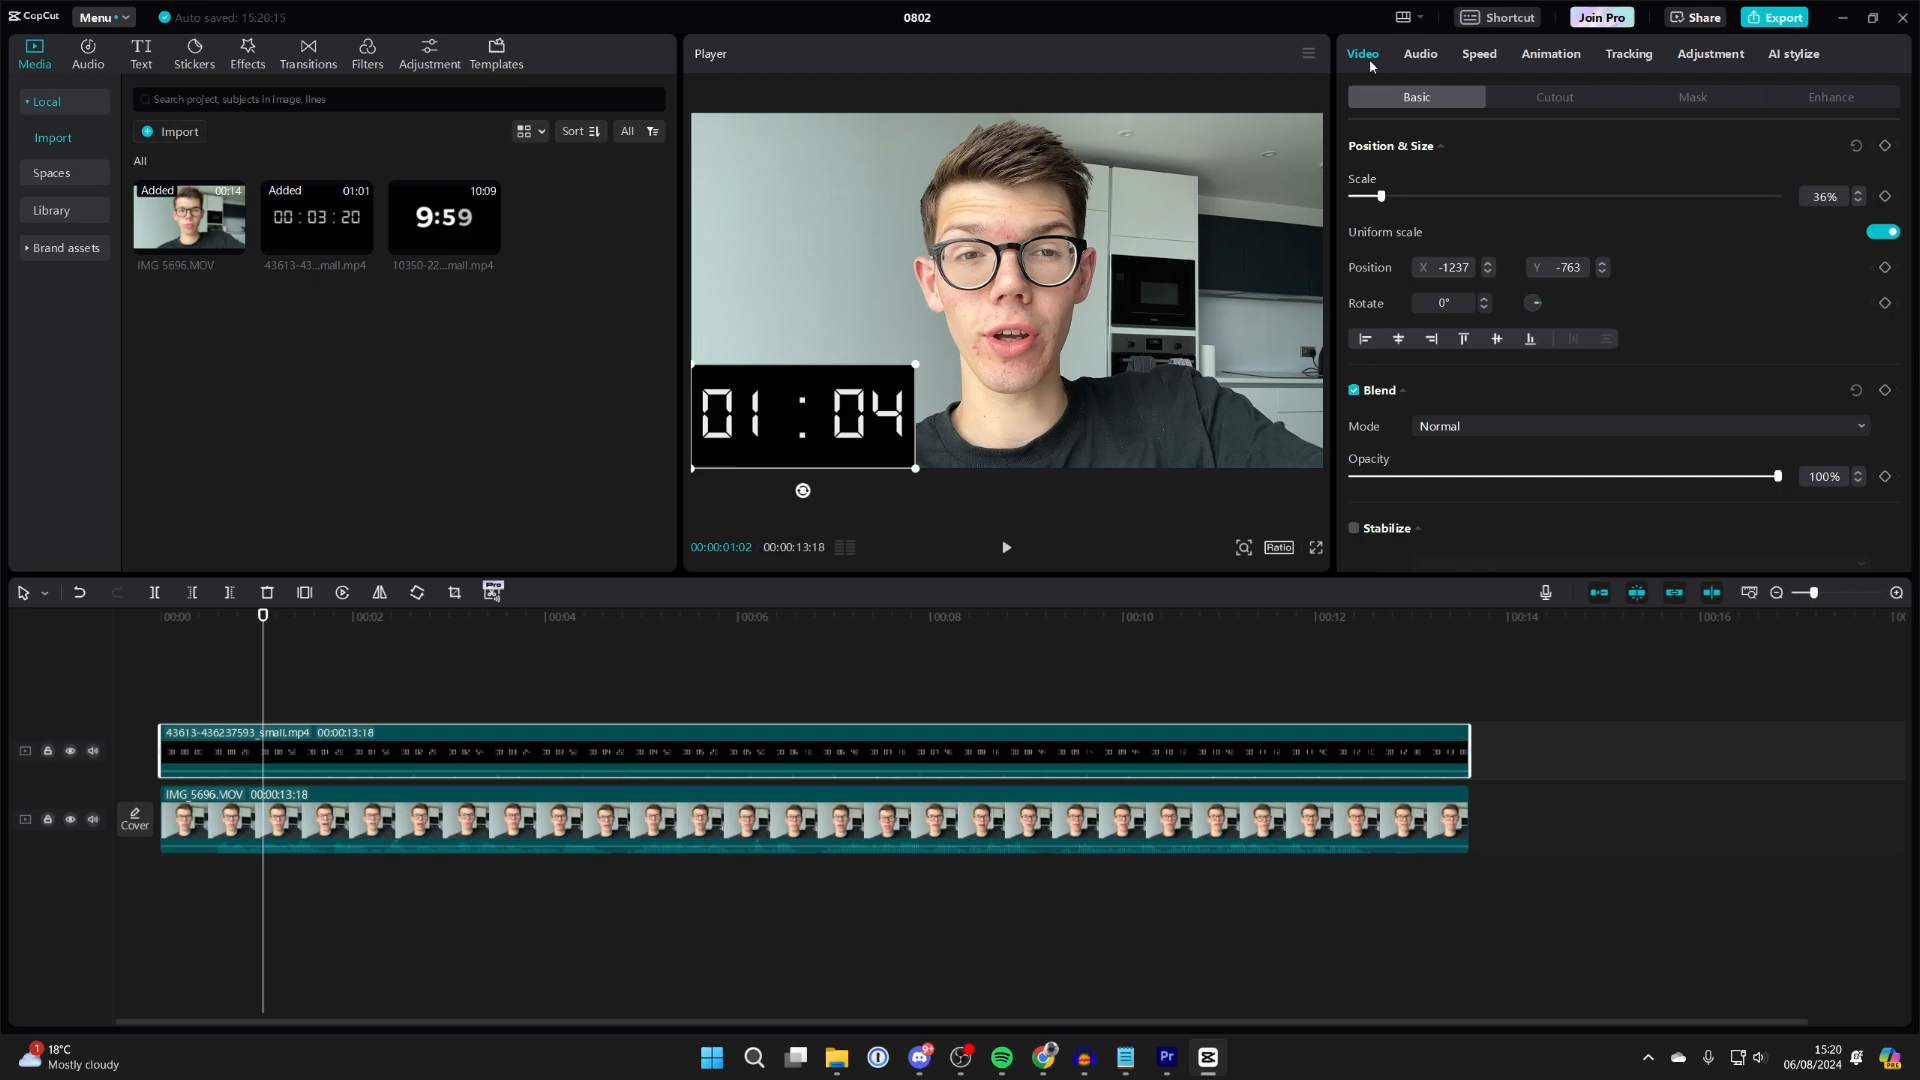 CapCut Menu Auto saved: 15:20:15 0802 Shortcut Join Pro Share Export
Media Audio Text Stickers Effects Transitions Filters Adjustment Templates
TI
Local
Import
Spaces
Library
Brand assets
Search project, subjects in image, lines
Import Sort All
All
Added 00:14
IMG 5696.MOV
Added 01:01
00:03:20
43613-43...mall.mp4
10:09
9:59
10350-22...mall.mp4
Player
01:04
00:00:01:02 00:00:13:18 Ratio
Video Audio Speed Animation Tracking Adjustment AI stylize
Basic Cutout Mask Enhance
Position & Size
Scale
36%
Uniform scale
Position X -1237 Y -763
Rotate 0°
Blend
Mode Normal
Opacity
100%
Stabilize
Pro
00:00 00:02 00:04 00:06 00:08 00:10 00:12 00:14 00:16
43613-436237593_small.mp4 00:00:13:18
Cover
IMG_5696.MOV 00:00:13:18
1
18°C
Mostly cloudy
9+
Pr
15:20
06/08/2024
PRE